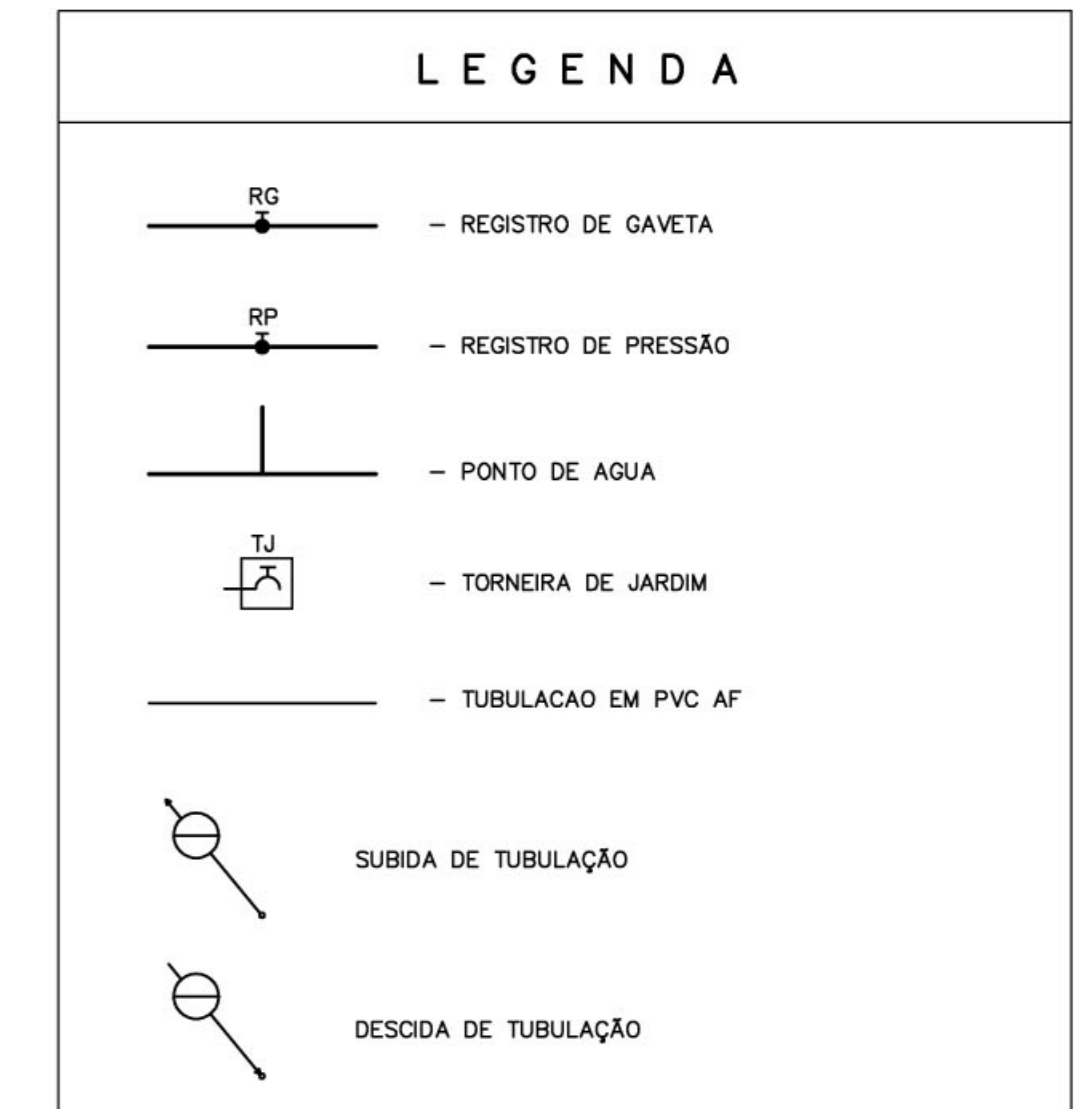 LEGENDA
RG
– REGISTRO DE GAVETA
RP
– REGISTRO DE PRESSÃO
– PONTO DE AGUA
TJ
– TORNEIRA DE JARDIM
– TUBULACAO EM PVC AF
SUBIDA DE TUBULAÇÃO
DESCIDA DE TUBULAÇÃO